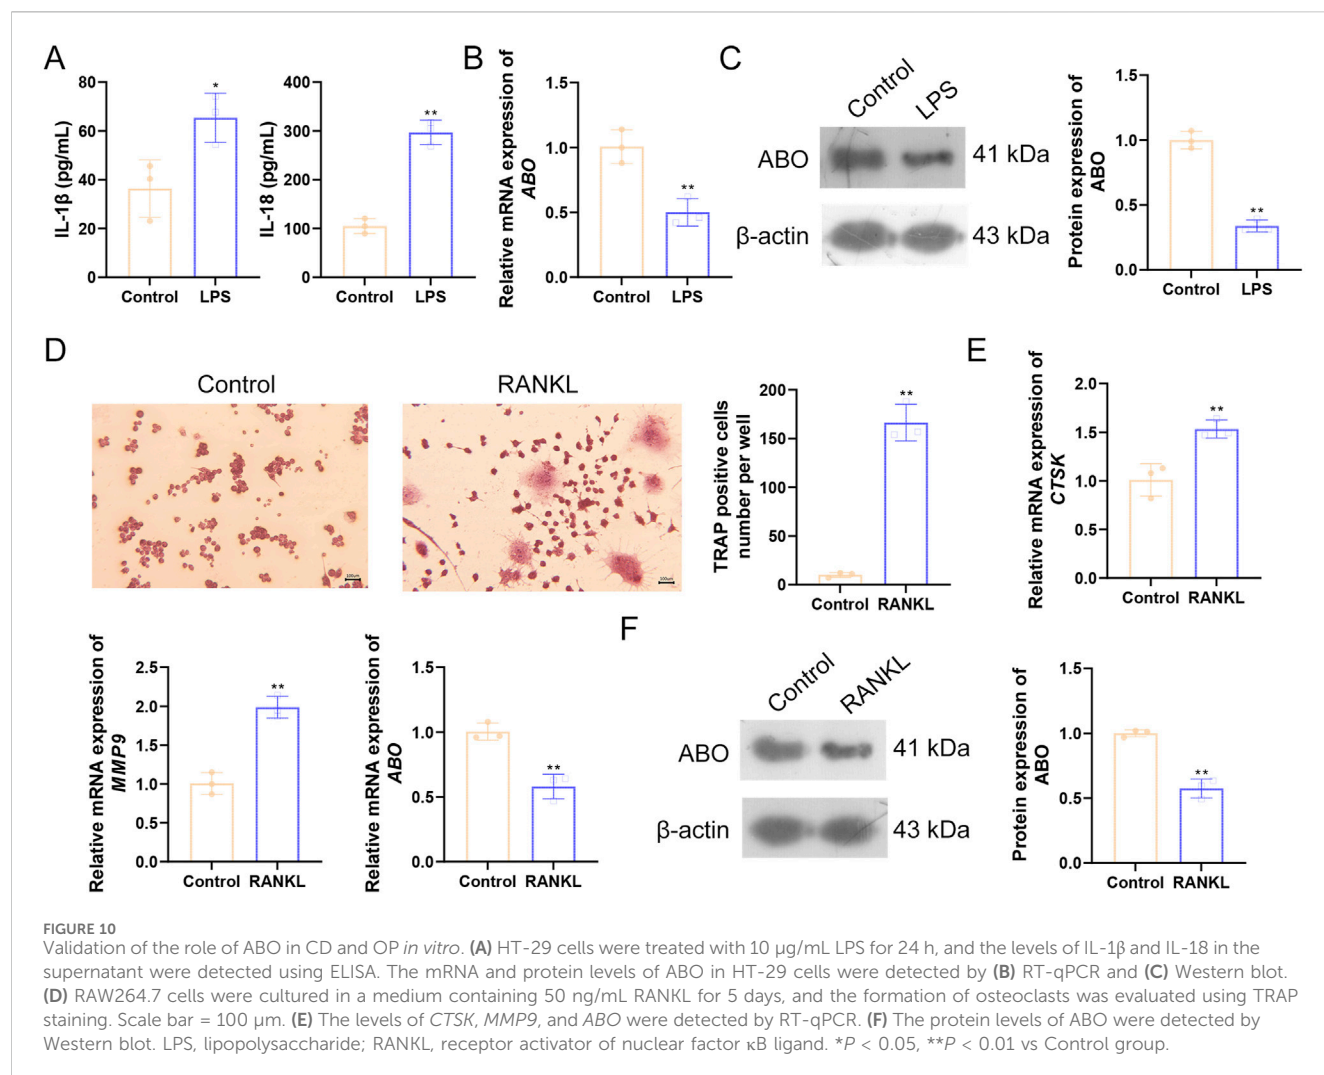 A
IL-1β (pg/mL)
80
60
40
20
0
Control LPS
*
IL-18 (pg/mL)
400
300
200
100
0
Control LPS
**
B
Relative mRNA expression of
ABO
1.5
1.0
0.5
0.0
Control LPS
**
C
Control LPS
ABO 41 kDa
β-actin 43 kDa
Protein expression of
ABO
1.5
1.0
0.5
0.0
Control LPS
**
D
Control RANKL
100μm
100μm
TRAP positive cells
number per well
200
150
100
50
0
Control RANKL
**
E
Relative mRNA expression of
CTSK
2.0
1.5
1.0
0.5
0.0
Control RANKL
**
Relative mRNA expression of
MMP9
2.5
2.0
1.5
1.0
0.5
0.0
Control RANKL
**
Relative mRNA expression of
ABO
1.5
1.0
0.5
0.0
Control RANKL
**
F
Control RANKL
ABO 41 kDa
β-actin 43 kDa
Protein expression of
ABO
1.5
1.0
0.5
0.0
Control RANKL
**
FIGURE 10
Validation of the role of ABO in CD and OP in vitro. (A) HT-29 cells were treated with 10 μg/mL LPS for 24 h, and the levels of IL-1β and IL-18 in the
supernatant were detected using ELISA. The mRNA and protein levels of ABO in HT-29 cells were detected by (B) RT-qPCR and (C) Western blot.
(D) RAW264.7 cells were cultured in a medium containing 50 ng/mL RANKL for 5 days, and the formation of osteoclasts was evaluated using TRAP
staining. Scale bar = 100 μm. (E) The levels of CTSK, MMP9, and ABO were detected by RT-qPCR. (F) The protein levels of ABO were detected by
Western blot. LPS, lipopolysaccharide; RANKL, receptor activator of nuclear factor κB ligand. *P < 0.05, **P < 0.01 vs Control group.